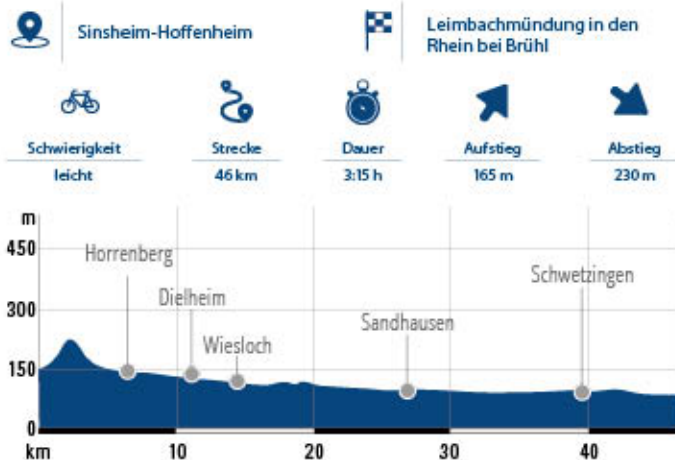 Sinsheim-Hoffenheim
Leimbachmündung in den
Rhein bei Brühl
Schwierigkeit
leicht
Strecke
46 km
Dauer
3:15 h
Aufstieg
165 m
Abstieg
230 m
m
450
300
150
0
Horrenberg
Dielheim
Wiesloch
Sandhausen
Schwetzingen
km
10
20
30
40